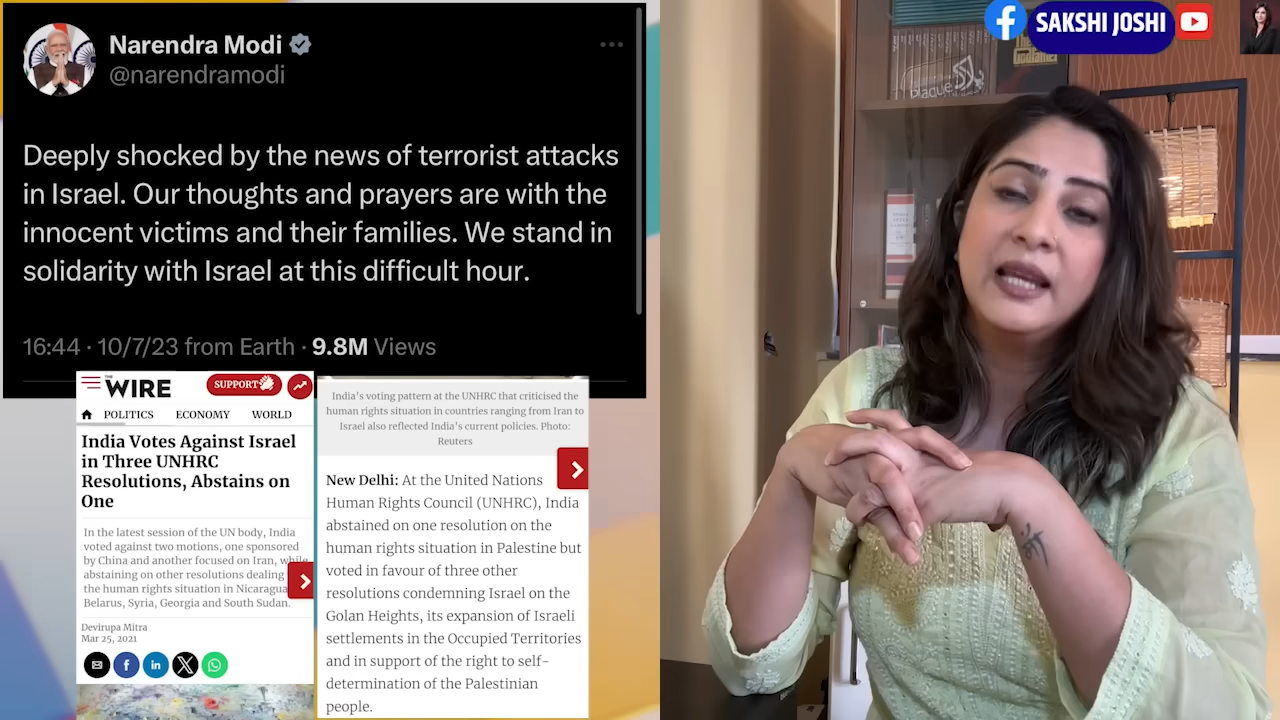 Narendra Modi
@narendramodi
Deeply shocked by the news of terrorist attacks
in Israel. Our thoughts and prayers are with the
innocent victims and their families. We stand in
solidarity with Israel at this difficult hour.
16:44 · 10/7/23 from Earth · 9.8M Views
THE
WIRE
SUPPORT
POLITICS ECONOMY WORLD
India Votes Against Israel
in Three UNHRC
Resolutions, Abstains on
One
In the latest session of the UN body, India
voted against two motions, one sponsored
by China and another focused on Iran, while
abstaining on other resolutions dealing
the human rights situation in Nicaragua
Belarus, Syria, Georgia and South Sudan.
Devirupa Mitra
Mar 25, 2021
India's voting pattern at the UNHRC that criticised the
human rights situation in countries ranging from Iran to
Israel also reflected India's current policies. Photo:
Reuters
New Delhi: At the United Nations
Human Rights Council (UNHRC), India
abstained on one resolution on the
human rights situation in Palestine but
voted in favour of three other
resolutions condemning Israel on the
Golan Heights, its expansion of Israeli
settlements in the Occupied Territories
and in support of the right to self-
determination of the Palestinian
people.
SAKSHI JOSHI
The
Godfather
Plaque
माँ